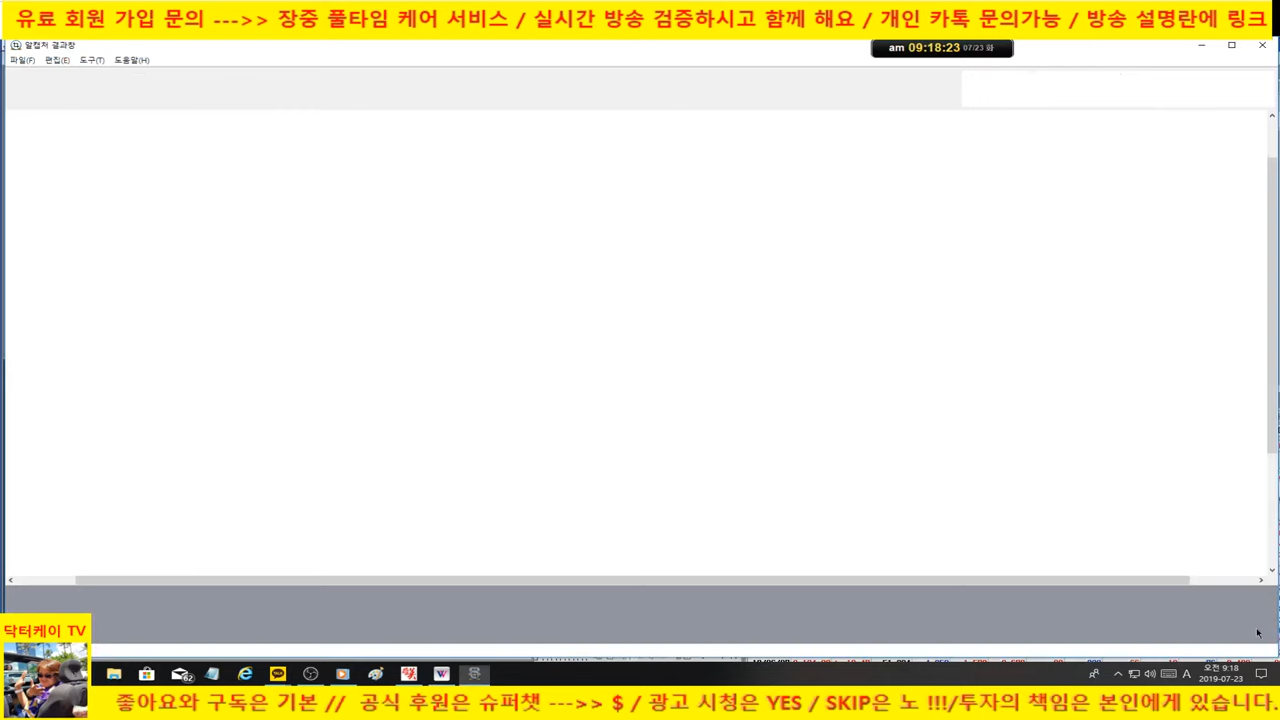 유료 회원 가입 문의 --->> 장중 풀타임 케어 서비스 / 실시간 방송 검증하시고 함께 해요 / 개인 카톡 문의가능 / 방송 설명란에 링크
알캡처 결과창
am 09:18:23 07/23 화
파일(F) 편집(E) 도구(T) 도움말(H)
닥터케이 TV
62
TALK
A
오전 9:18
2019-07-23
좋아요와 구독은 기본 // 공식 후원은 슈퍼챗 --->> $ / 광고 시청은 YES / SKIP은 노 !!!/투자의 책임은 본인에게 있습니다.